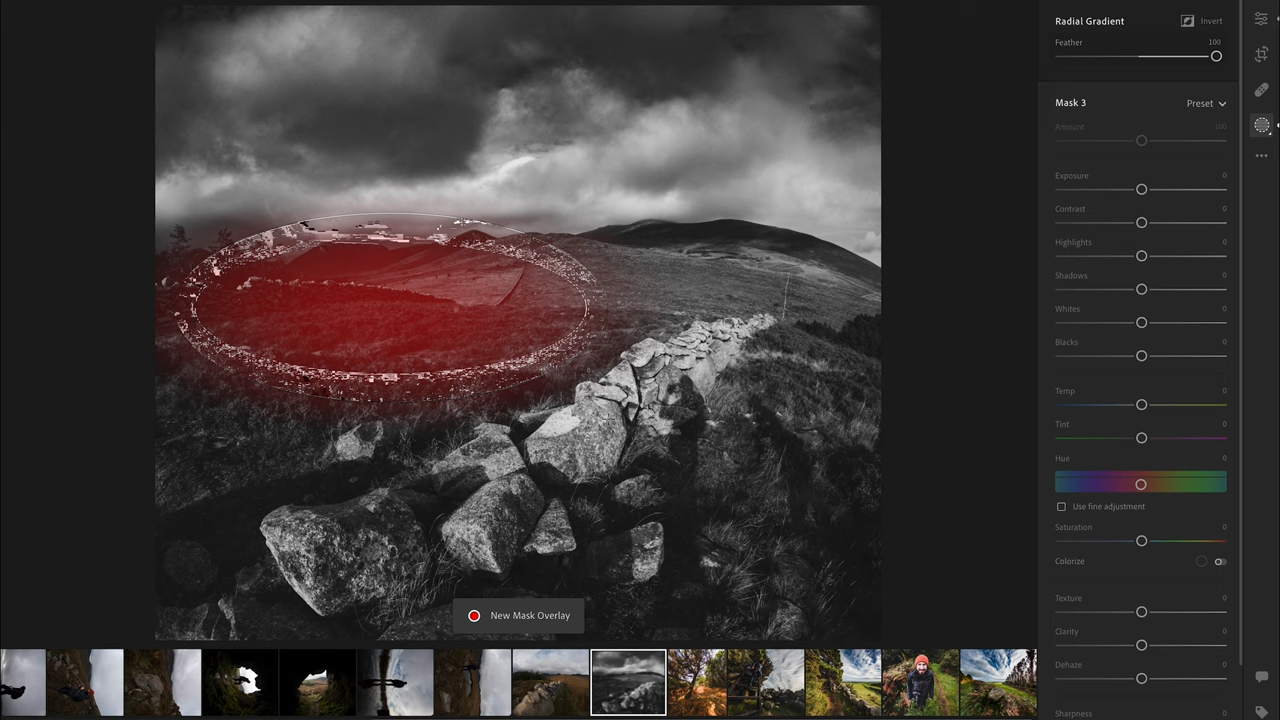 Radial Gradient
Invert
Feather
100
Mask 3
Preset
Amount
100
Exposure
0
Contrast
0
Highlights
0
Shadows
0
Whites
0
Blacks
0
Temp
0
Tint
0
Hue
0
Use fine adjustment
Saturation
0
Colorize
Texture
0
Clarity
0
Dehaze
0
Sharpness
0
New Mask Overlay